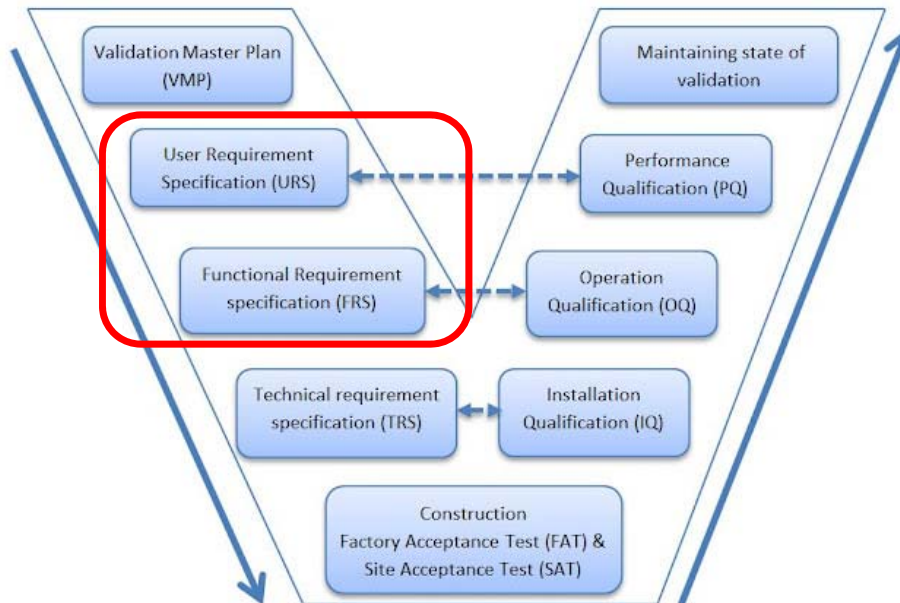 Validation Master Plan
(VMP)
Maintaining state of
validation
User Requirement
Specification (URS)
Performance
Qualification (PQ)
Functional Requirement
specification (FRS)
Operation
Qualification (OQ)
Technical requirement
specification (TRS)
Installation
Qualification (IQ)
Construction
Factory Acceptance Test (FAT) &
Site Acceptance Test (SAT)